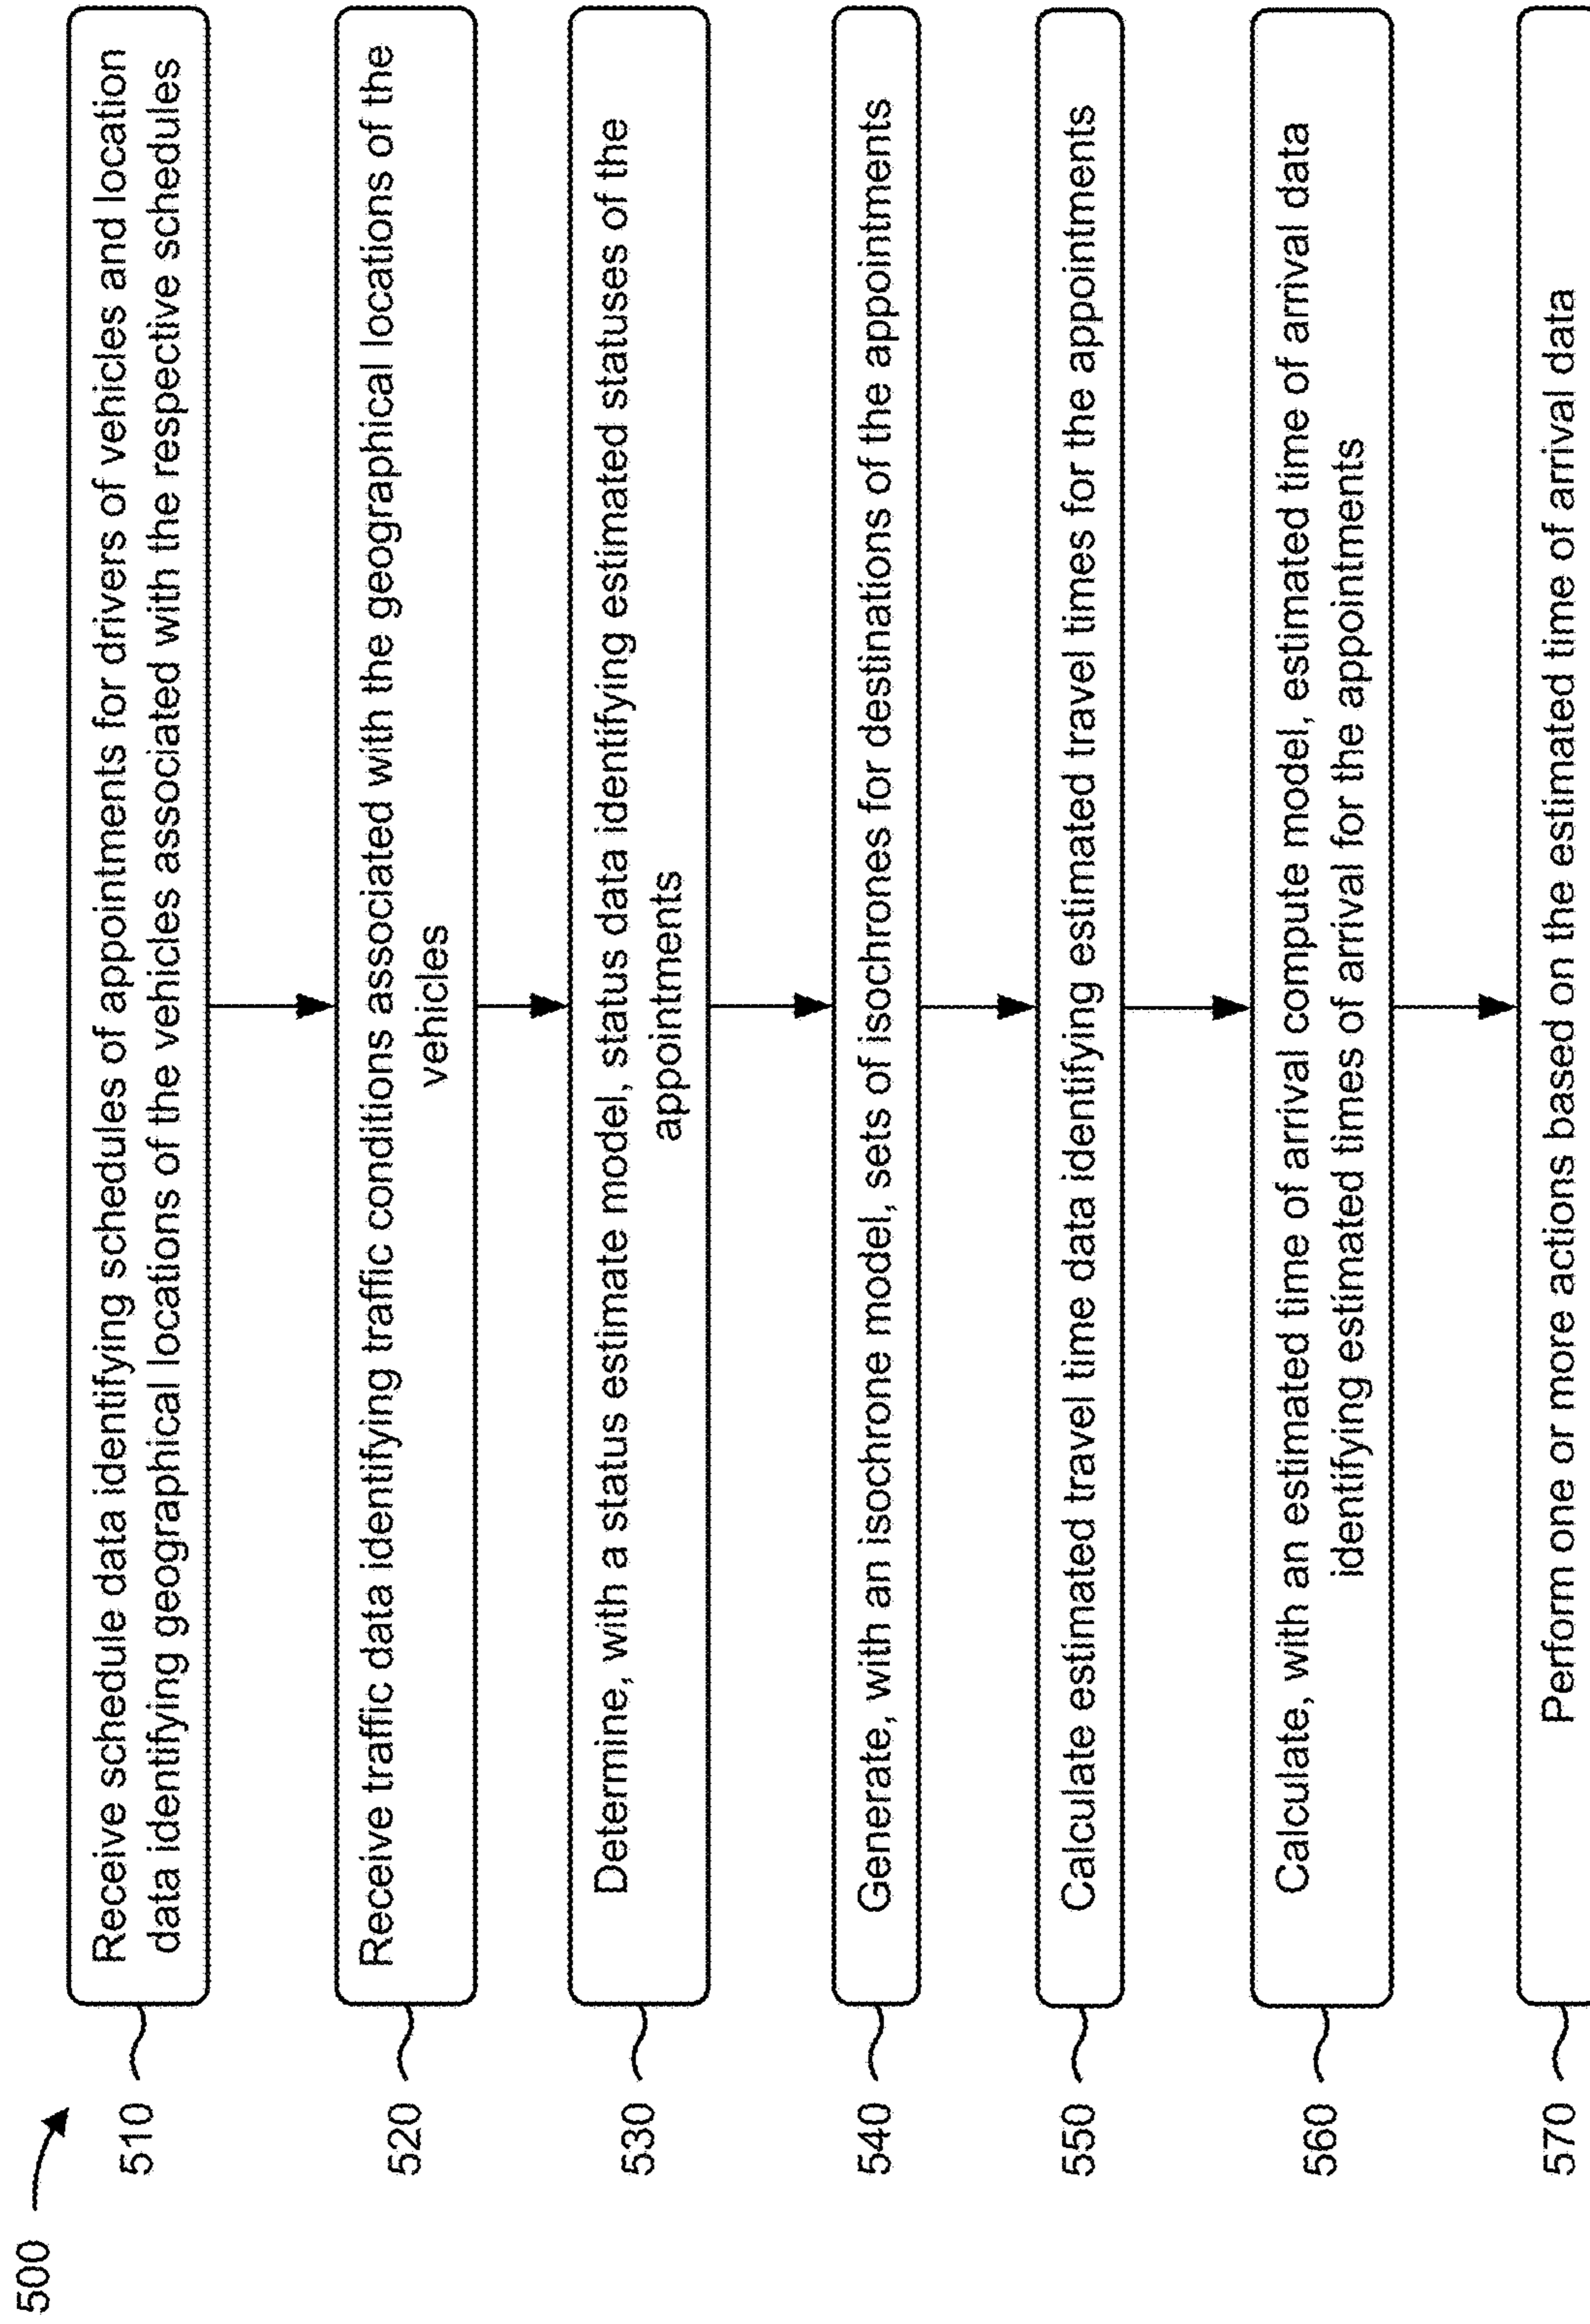 500
510
Receive schedule data identifying schedules of appointments for drivers of vehicles and location
data identifying geographical locations of the vehicles associated with the respective schedules
520
Receive traffic data identifying traffic conditions associated with the geographical locations of the
vehicles
530
Determine, with a status estimate model, status data identifying estimated statuses of the
appointments
540
Generate, with an isochrone model, sets of isochrones for destinations of the appointments
550
Calculate estimated travel time data identifying estimated travel times for the appointments
560
Calculate, with an estimated time of arrival compute model, estimated time of arrival data
identifying estimated times of arrival for the appointments
570
Perform one or more actions based on the estimated time of arrival data